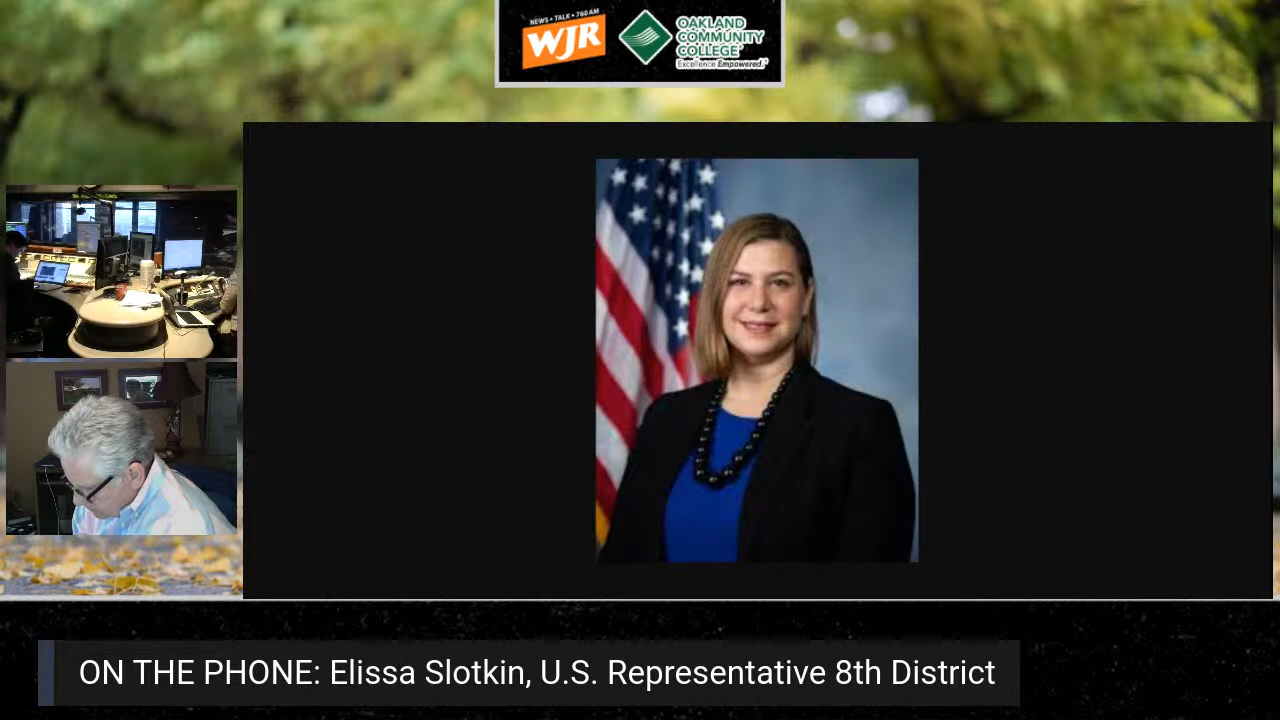 NEWS • TALK • 760 AM
WJR
OAKLAND
COMMUNITY
COLLEGE
Excellence Empowered.
ON THE PHONE: Elissa Slotkin, U.S. Representative 8th District